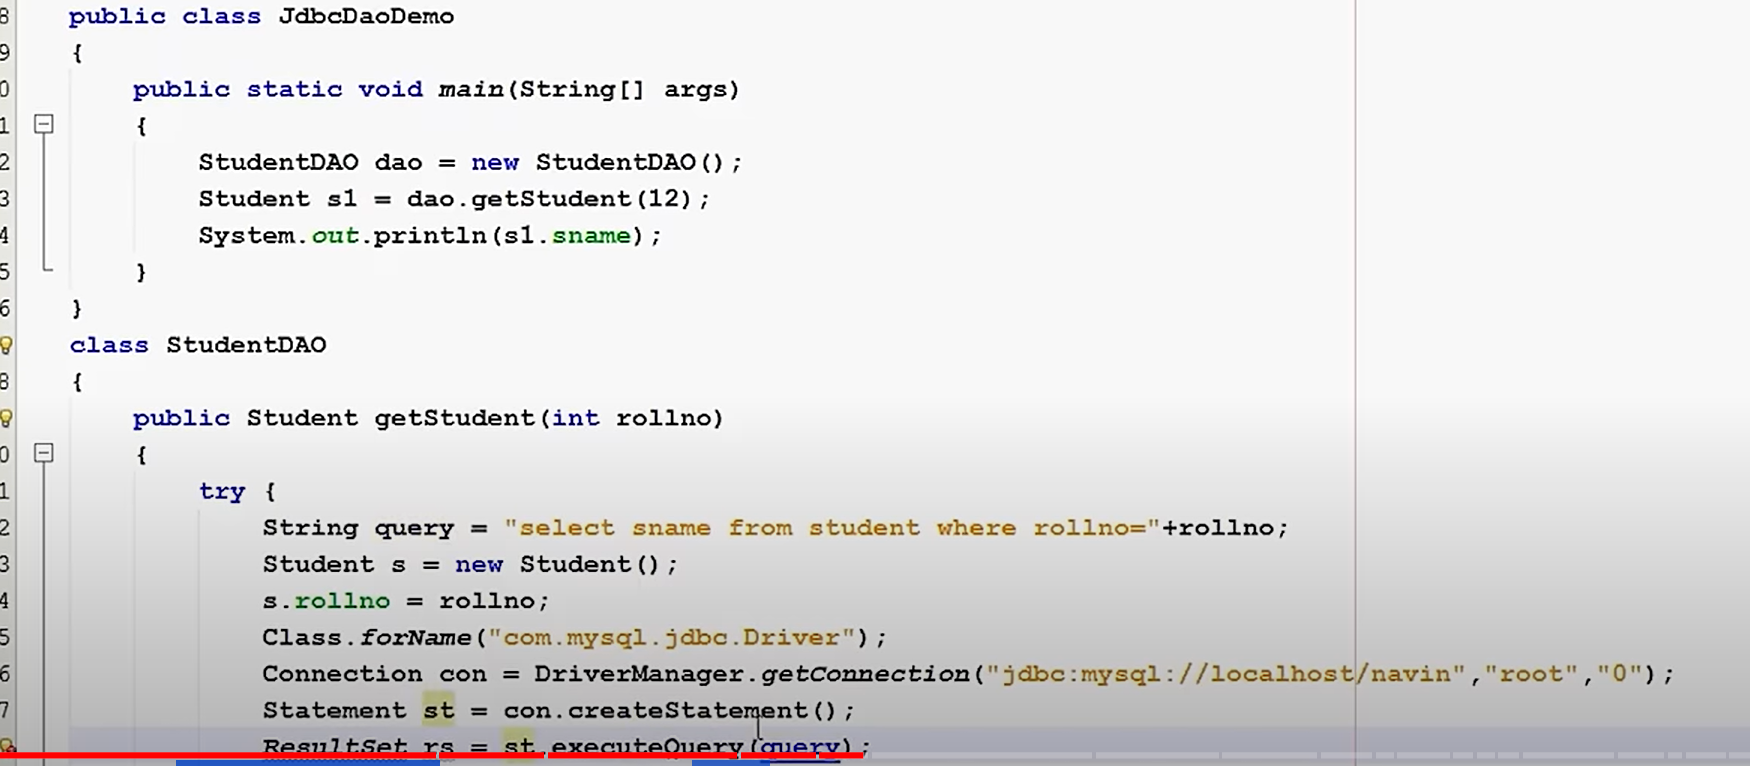 8 public class JdbcDaoDemo
9 {
0 public static void main(String[] args)
1 {
2 StudentDAO dao = new StudentDAO();
3 Student s1 = dao.getStudent(12);
4 System.out.println(s1.sname);
5 }
6 }
class StudentDAO
8 {
public Student getStudent(int rollno)
0 {
1 try {
2 String query = "select sname from student where rollno="+rollno;
3 Student s = new Student();
4 s.rollno = rollno;
5 Class.forName("com.mysql.jdbc.Driver");
6 Connection con = DriverManager.getConnection("jdbc:mysql://localhost/navin","root","0");
7 Statement st = con.createStatement();
ResultSet rs = st.executeQuery(query);